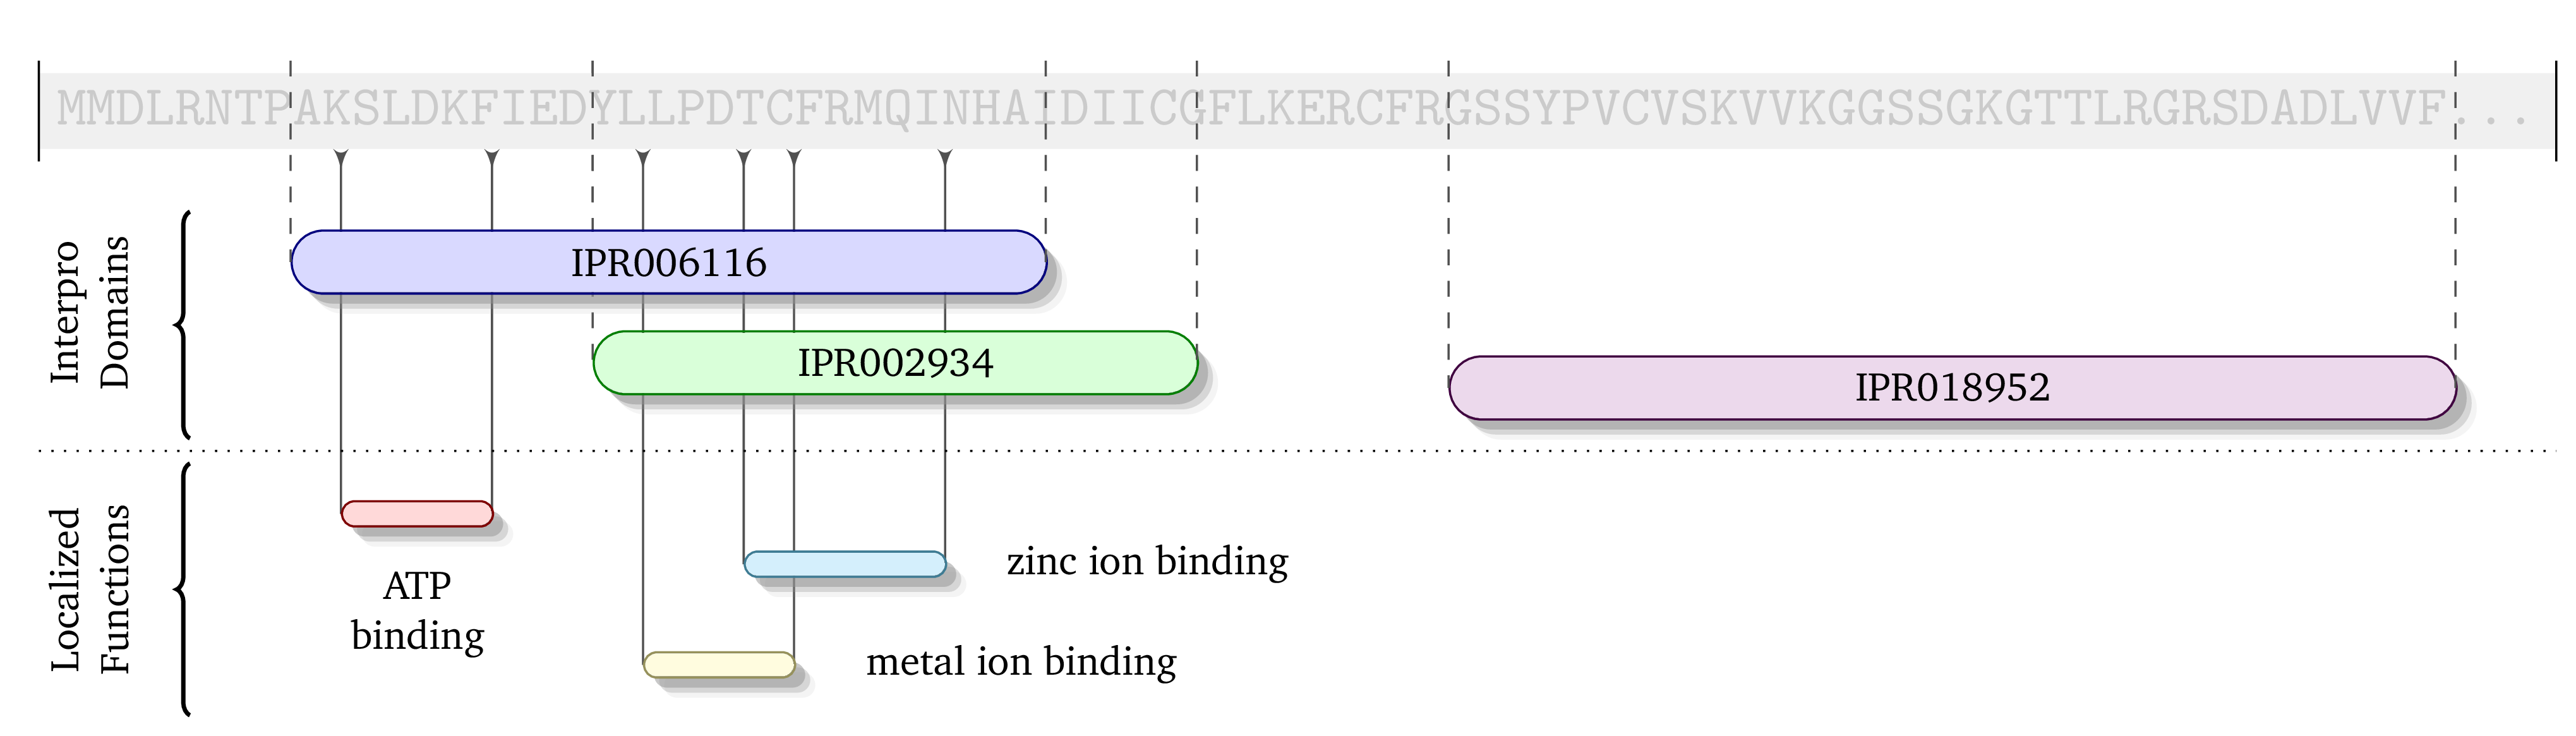 MMDLRNTPAKSLDKFIEDYLLPDTCFRMQINHAIDIICGFLKERCFRGSSYPVCVSKVVKGGSSGKGTTLRGRSDADLVVF...
Interpro
Domains
IPR006116
IPR002934
IPR018952
Localized
Functions
ATP
binding
zinc ion binding
metal ion binding